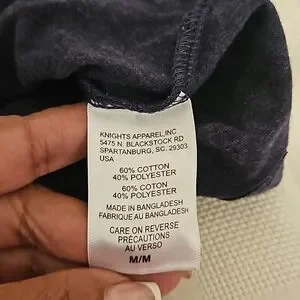 KNIGHTS APPAREL,INC
5475 N. BLACKSTOCK RD
SPARTANBURG, SC. 29303
USA
60% COTTON
40% POLYESTER
60% COTON
40% POLYESTER
MADE IN BANGLADESH
FABRIQUE AU BANGLADESH
CARE ON REVERSE
PRÉCAUTIONS
AU VERSO
M/M